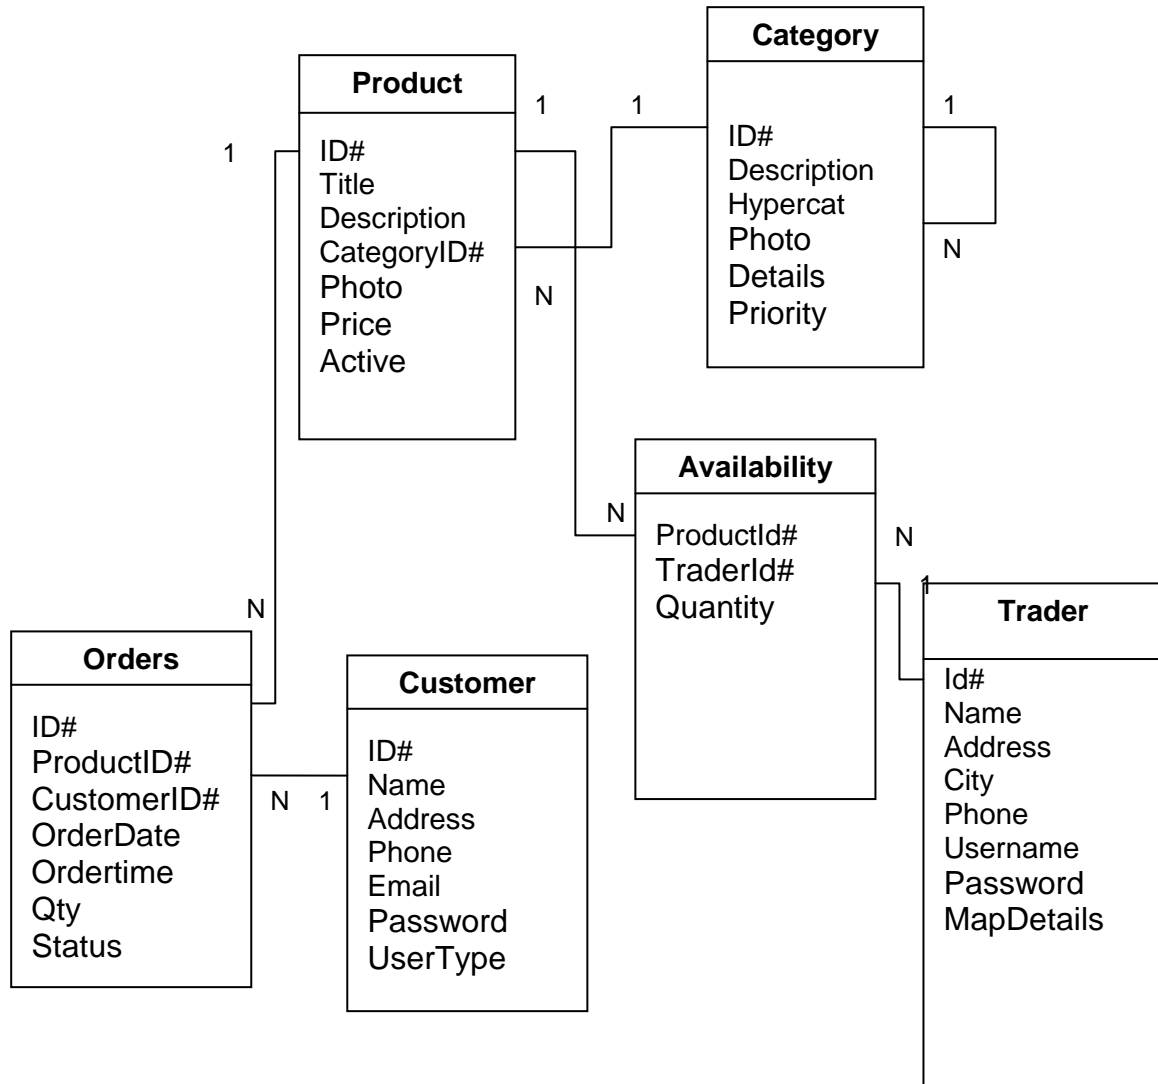 Product
ID#
Title
Description
CategoryID#
Photo
Price
Active
Category
ID#
Description
Hypercat
Photo
Details
Priority
1
1
1
1
N
N
Availability
ProductId#
TraderId#
Quantity
N
N
1
Trader
Id#
Name
Address
City
Phone
Username
Password
MapDetails
N
Orders
ID#
ProductID#
CustomerID#
OrderDate
Ordertime
Qty
Status
N 1
Customer
ID#
Name
Address
Phone
Email
Password
UserType